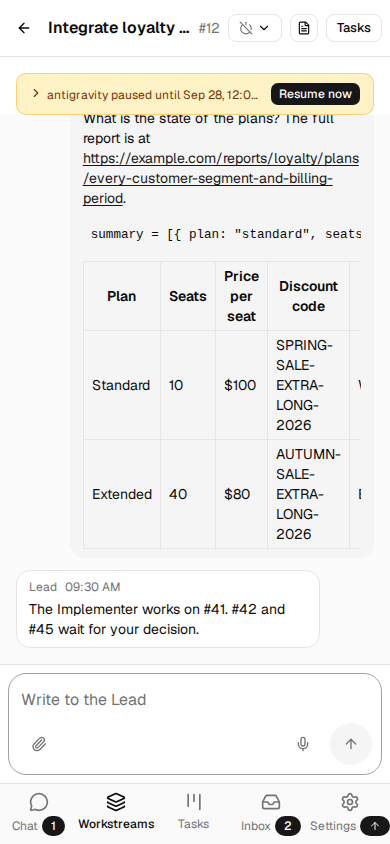 Integrate loyalty ... #12 Tasks
antigravity paused until Sep 28, 12:0... Resume now
What is the state of the plans? The full
report is at
https://example.com/reports/loyalty/plans
/every-customer-segment-and-billing-
period.
summary = [{ plan: "standard", seats
Plan Seats Price per seat Discount code
Standard 10 $100 SPRING-SALE-EXTRA-LONG-2026
Extended 40 $80 AUTUMN-SALE-EXTRA-LONG-2026
Lead 09:30 AM
The Implementer works on #41. #42 and
#45 wait for your decision.
Write to the Lead
Chat 1 Workstreams Tasks Inbox 2 Settings